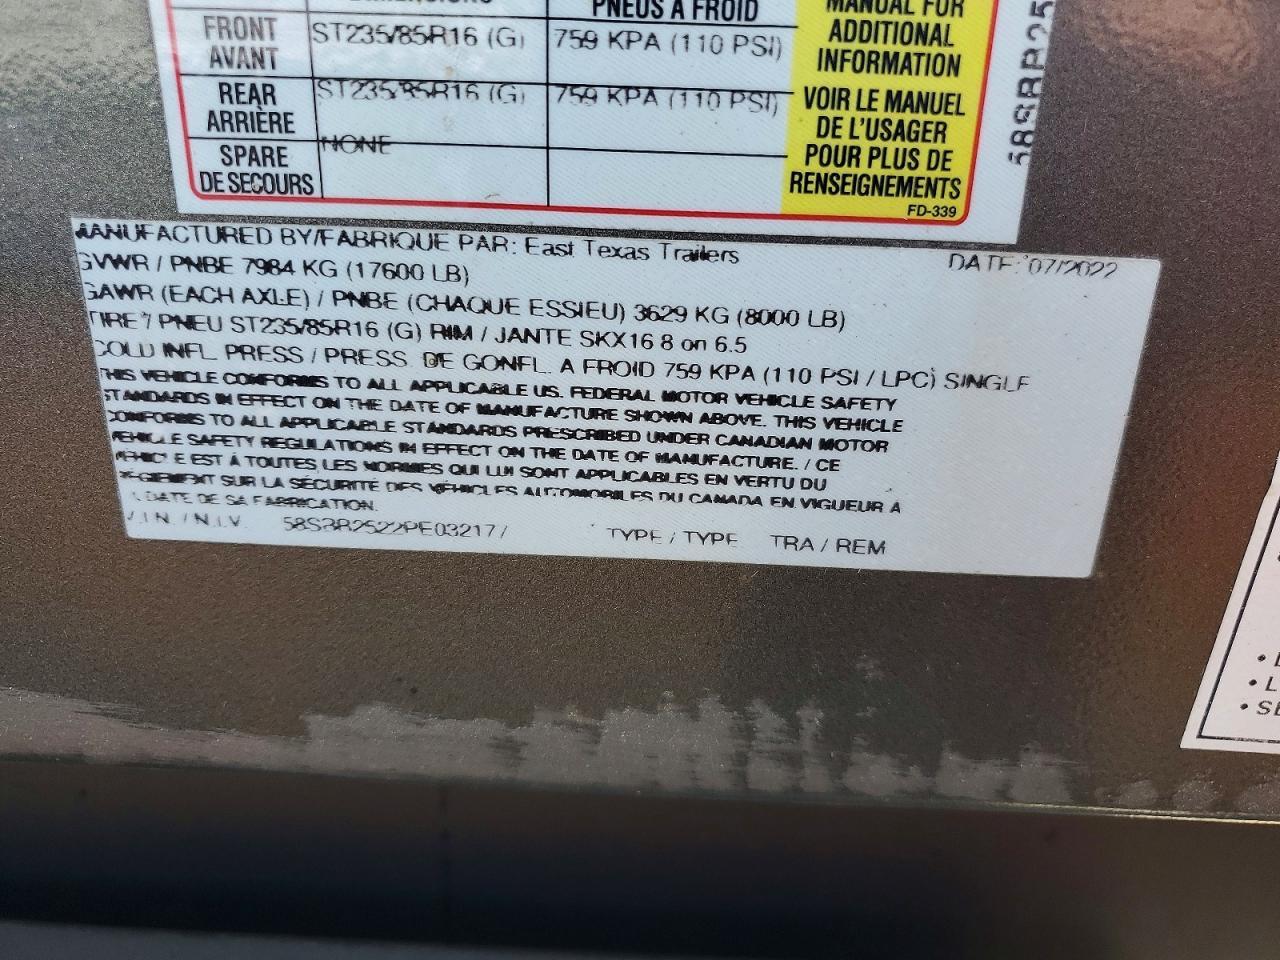 PNEUS À FROID
MANUAL FOR
ADDITIONAL
INFORMATION
VOIR LE MANUEL
DE L'USAGER
POUR PLUS DE
RENSEIGNEMENTS
FD-339
FRONT
AVANT
ST235/85R16 (G)
759 KPA (110 PSI)
REAR
ARRIÈRE
ST235/85R16 (G)
759 KPA (110 PSI)
SPARE
DE SECOURS
NONE
MANUFACTURED BY/FABRIQUE PAR: East Texas Trailers DATE: 07/2022
GVWR / PNBE 7984 KG (17600 LB)
GAWR (EACH AXLE) / PNBE (CHAQUE ESSIEU) 3629 KG (8000 LB)
TIRE / PNEU ST235/85R16 (G) RIM / JANTE SKX16 8 on 6.5
COLD INFL. PRESS / PRESS. DE GONFL. A FROID 759 KPA (110 PSI / LPC) SINGLE
THIS VEHICLE CONFORMS TO ALL APPLICABLE US. FEDERAL MOTOR VEHICLE SAFETY
STANDARDS IN EFFECT ON THE DATE OF MANUFACTURE SHOWN ABOVE. THIS VEHICLE
CONFORMS TO ALL APPLICABLE STANDARDS PRESCRIBED UNDER CANADIAN MOTOR
VEHICLE SAFETY REGULATIONS IN EFFECT ON THE DATE OF MANUFACTURE. / CE
VEHICLE EST À TOUTES LES NORMES QUI LUI SONT APPLICABLES EN VERTU DU
REGLEMENT SUR LA SÉCURITÉ DES VÉHICLES AUTOMOBILES DU CANADA EN VIGUEUR À
LA DATE DE SA FABRICATION.
V.I.N. / N.I.V. TYPE / TYPE TRA / REM